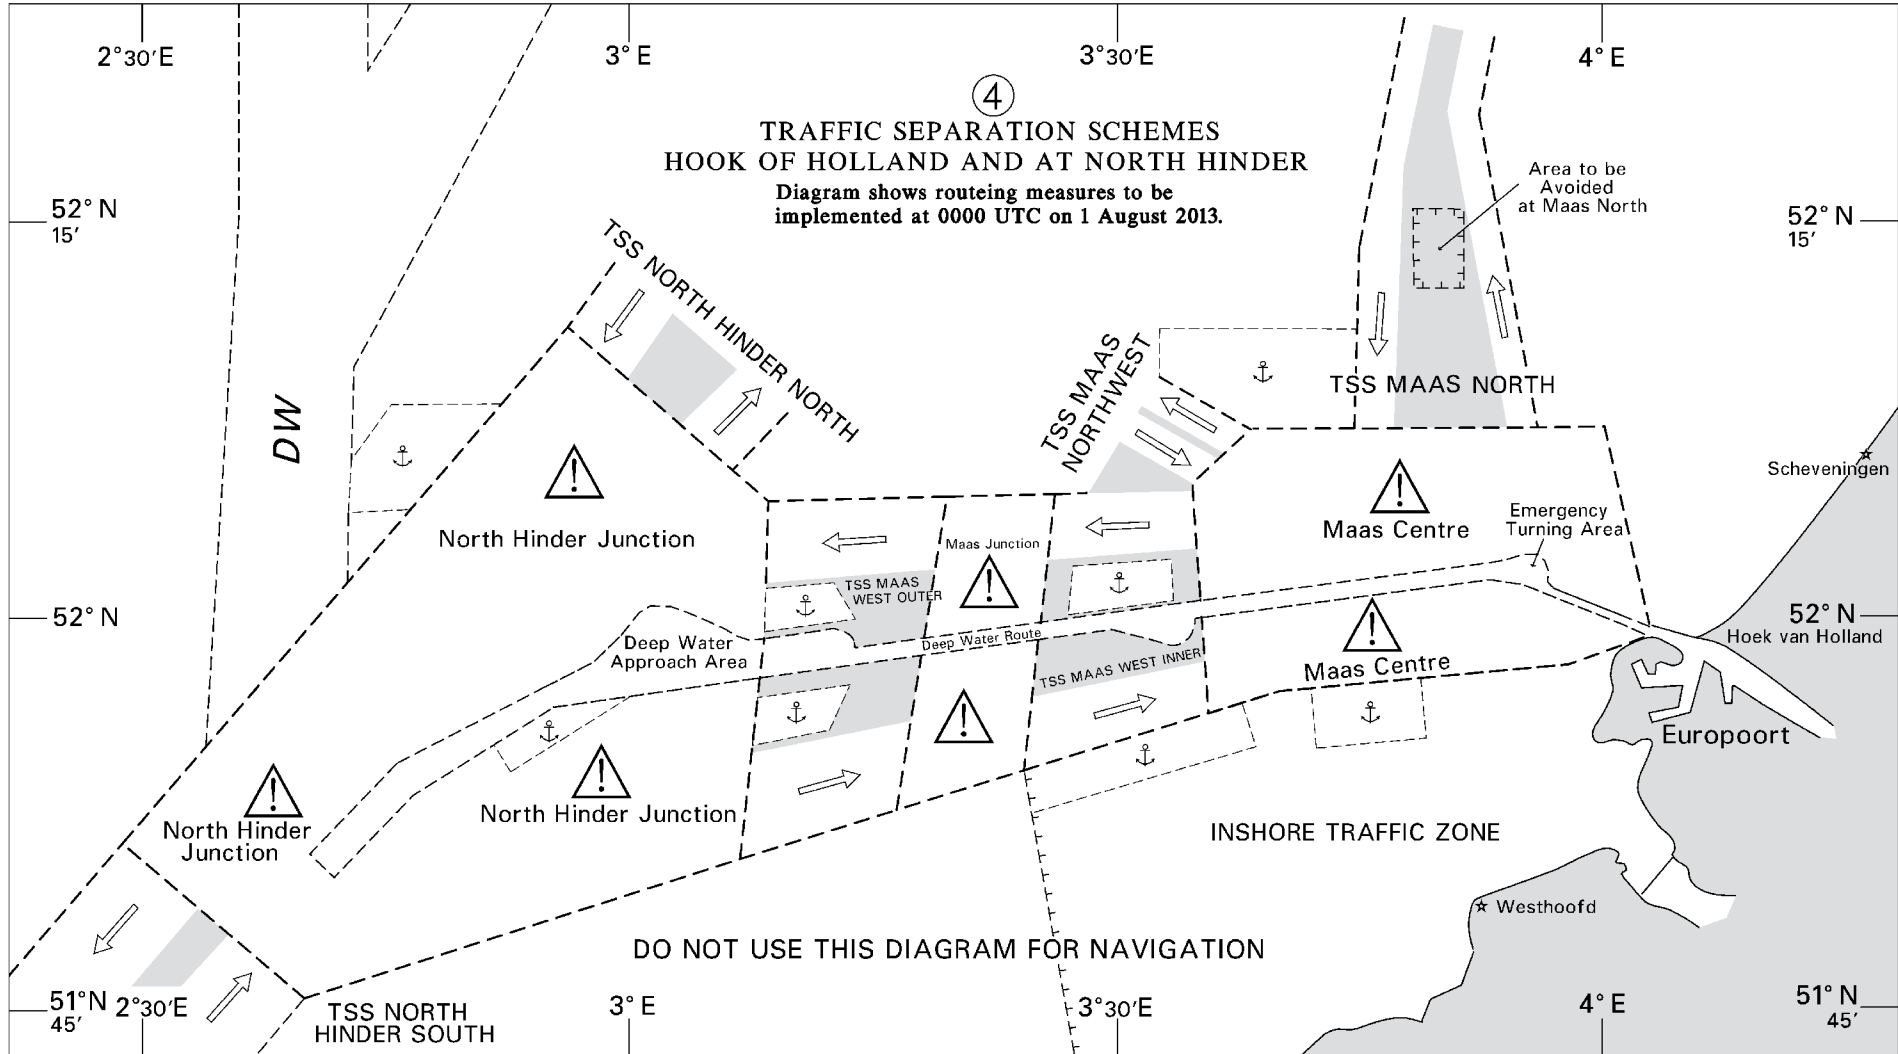 2°30′E
3° E
3°30′E
4° E
4
TRAFFIC SEPARATION SCHEMES
HOOK OF HOLLAND AND AT NORTH HINDER
Diagram shows routeing measures to be
implemented at 0000 UTC on 1 August 2013.
Area to be
Avoided
at Maas North
52° N
15′
52° N
15′
TSS NORTH HINDER NORTH
TSS MAAS
NORTHWEST
TSS MAAS NORTH
DW
Scheveningen
North Hinder Junction
Maas Junction
Maas Centre
Emergency
Turning Area
TSS MAAS
WEST OUTER
52° N
52° N
Hoek van Holland
Deep Water
Approach Area
Deep Water Route
TSS MAAS WEST INNER
Maas Centre
Europoort
North Hinder
Junction
North Hinder Junction
INSHORE TRAFFIC ZONE
Westhoofd
DO NOT USE THIS DIAGRAM FOR NAVIGATION
51° N
45′
2°30′E
TSS NORTH
HINDER SOUTH
3° E
3°30′E
4° E
51° N
45′